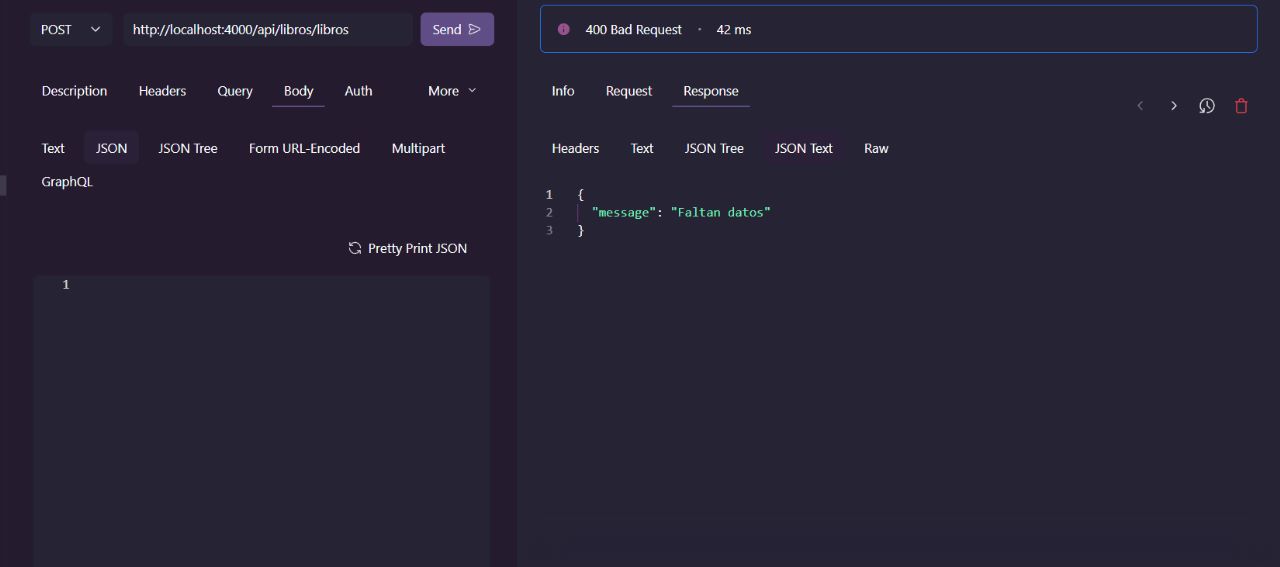 POST http://localhost:4000/api/libros/libros Send
Description Headers Query Body Auth More
Text JSON JSON Tree Form URL-Encoded Multipart
GraphQL
Pretty Print JSON
1
400 Bad Request • 42 ms
Info Request Response
Headers Text JSON Tree JSON Text Raw
1 {
2 "message": "Faltan datos"
3 }